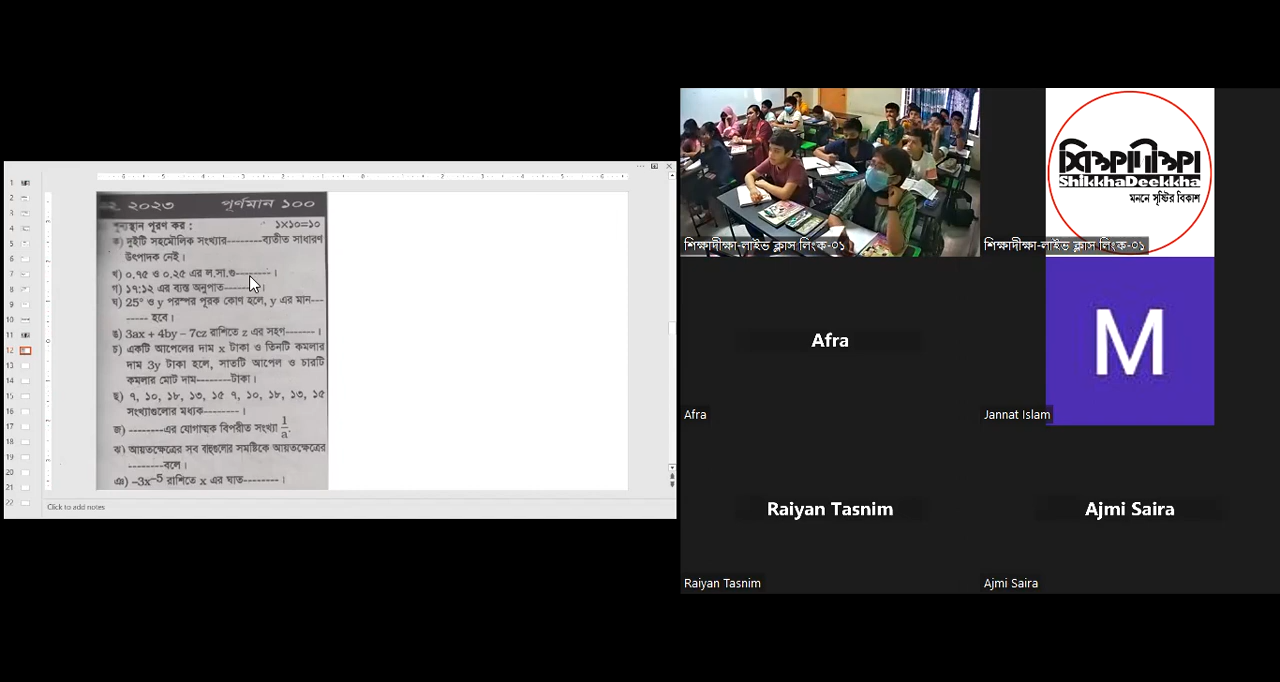 ২ ২০২৩ পূর্ণমান ১০০
শূন্যস্থান পূরণ কর : ১X১০=১০
ক) দুইটি সহমৌলিক সংখ্যার--------ব্যতীত সাধারণ
উৎপাদক নেই।
খ) ০.৭৫ ও ০.২৫ এর ল.সা.গু--------।
গ) ১৭:১২ এর ব্যস্ত অনুপাত--------।
ঘ) 25° ও y পরস্পর পূরক কোণ হলে, y এর মান---
------ হবে।
ঙ) 3ax + 4by – 7cz রাশিতে z এর সহগ-------।
চ) একটি আপেলের দাম x টাকা ও তিনটি কমলার
দাম 3y টাকা হলে, সাতটি আপেল ও চারটি
কমলার মোট দাম--------টাকা।
ছ) ৭, ১০, ১৮, ১৩, ১৫ ৭, ১০, ১৮, ১৩, ১৫
সংখ্যাগুলোর মধ্যক--------।
জ) --------এর যোগাত্মক বিপরীত সংখ্যা 1/a.
ঝ) আয়তক্ষেত্রের সব বাহুগুলোর সমষ্টিকে আয়তক্ষেত্রের
--------বলে।
ঞ) –3x⁻⁵ রাশিতে x এর ঘাত--------।
Click to add notes
শিক্ষাদীক্ষা-লাইভ ক্লাস লিংক-০১
শিক্ষাদীক্ষা
ShikkhaDeekkha
মননে সৃষ্টির বিকাশ
শিক্ষাদীক্ষা-লাইভ ক্লাস লিংক-০১
Afra
Afra
M
Jannat Islam
Raiyan Tasnim
Raiyan Tasnim
Ajmi Saira
Ajmi Saira